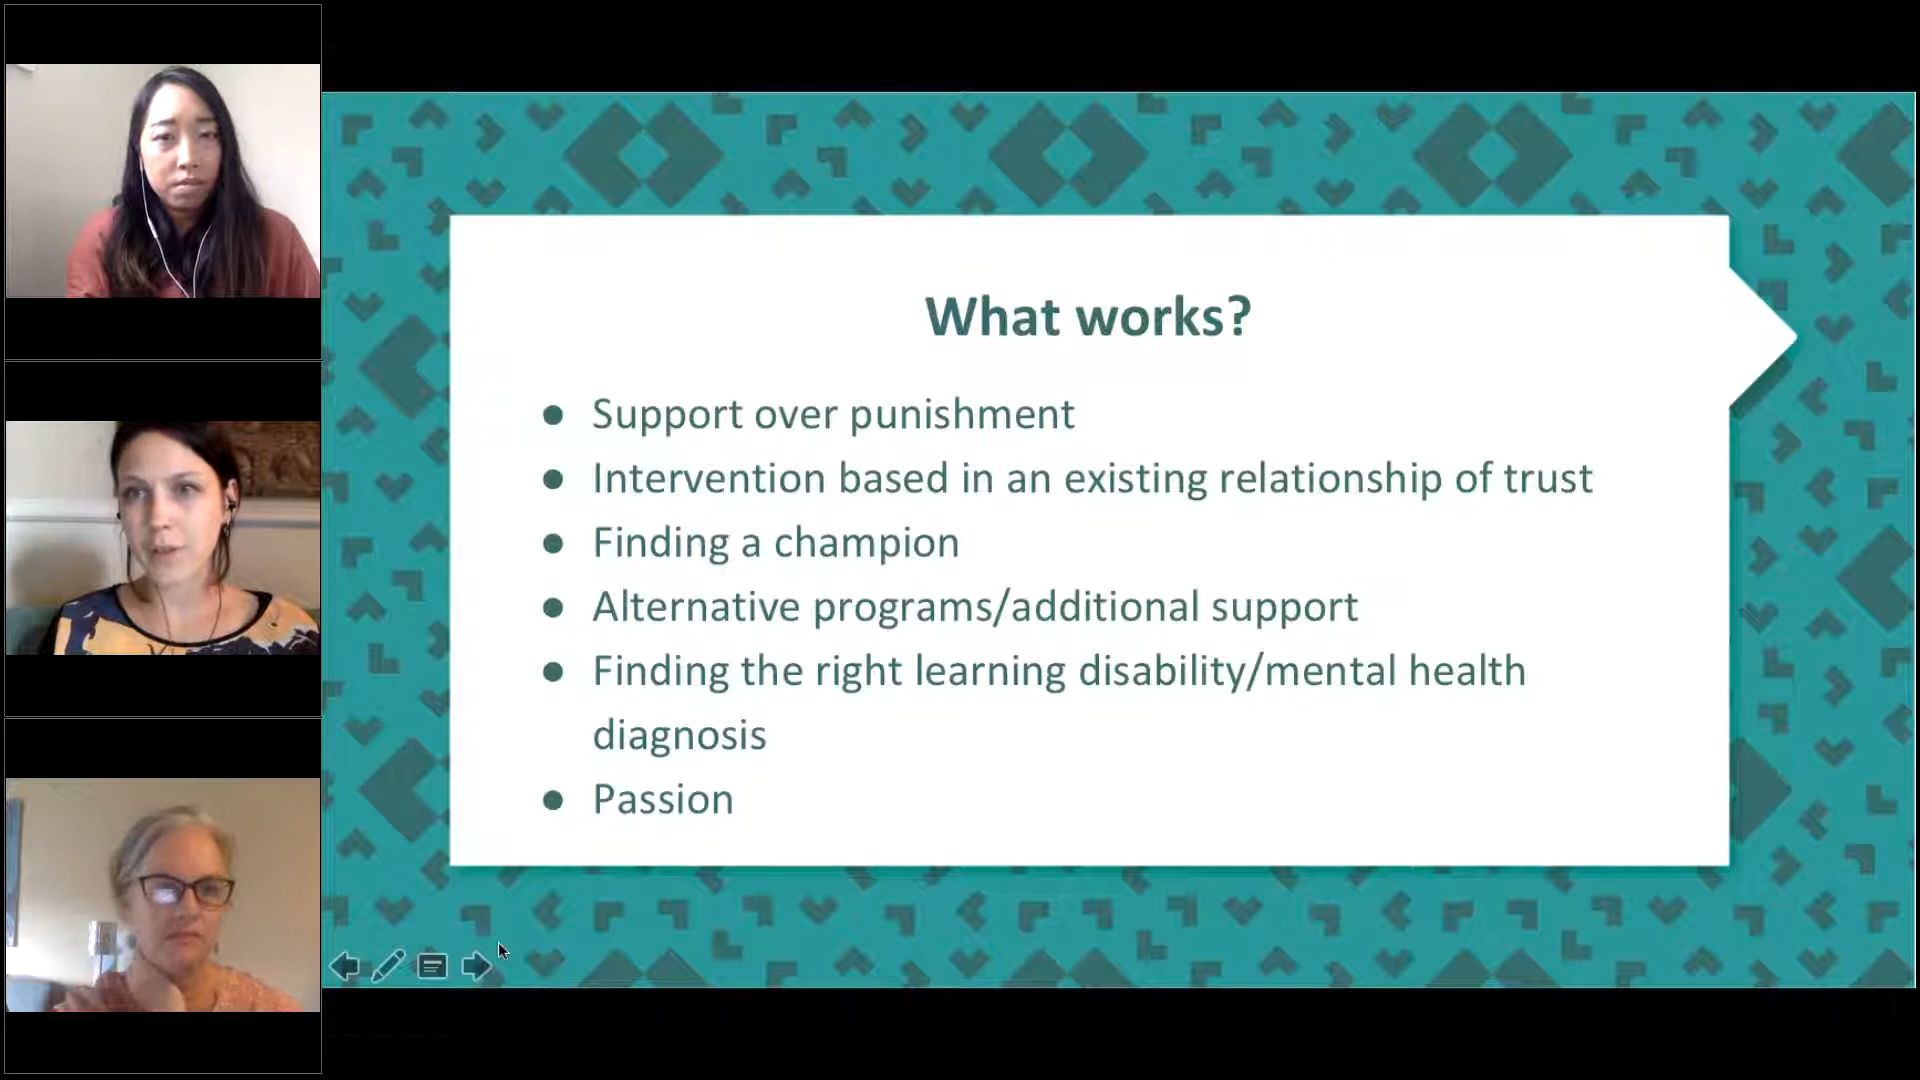 What works?
● Support over punishment
● Intervention based in an existing relationship of trust
● Finding a champion
● Alternative programs/additional support
● Finding the right learning disability/mental health
diagnosis
● Passion